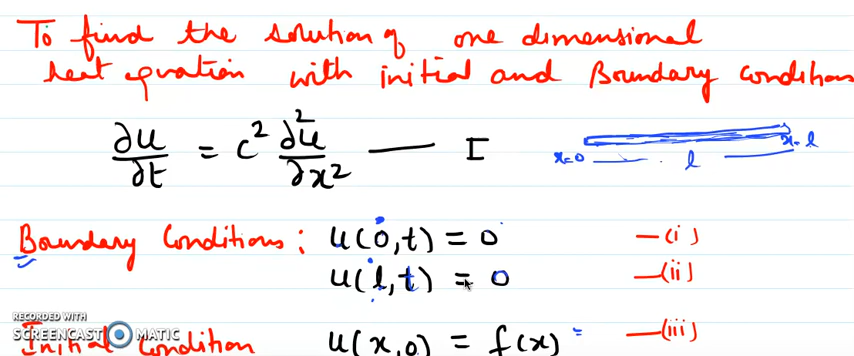 To find the solution of one dimensional
heat equation with initial and Boundary Conditions
∂u/∂t = c² ∂²u/∂x² — I
x=0 — l — x=l
Boundary Conditions: u(0,t) = 0 —(i)
u(l,t) = 0 —(ii)
Initial Condition u(x,0) = f(x) = —(iii)
RECORDED WITH
SCREENCAST MATIC